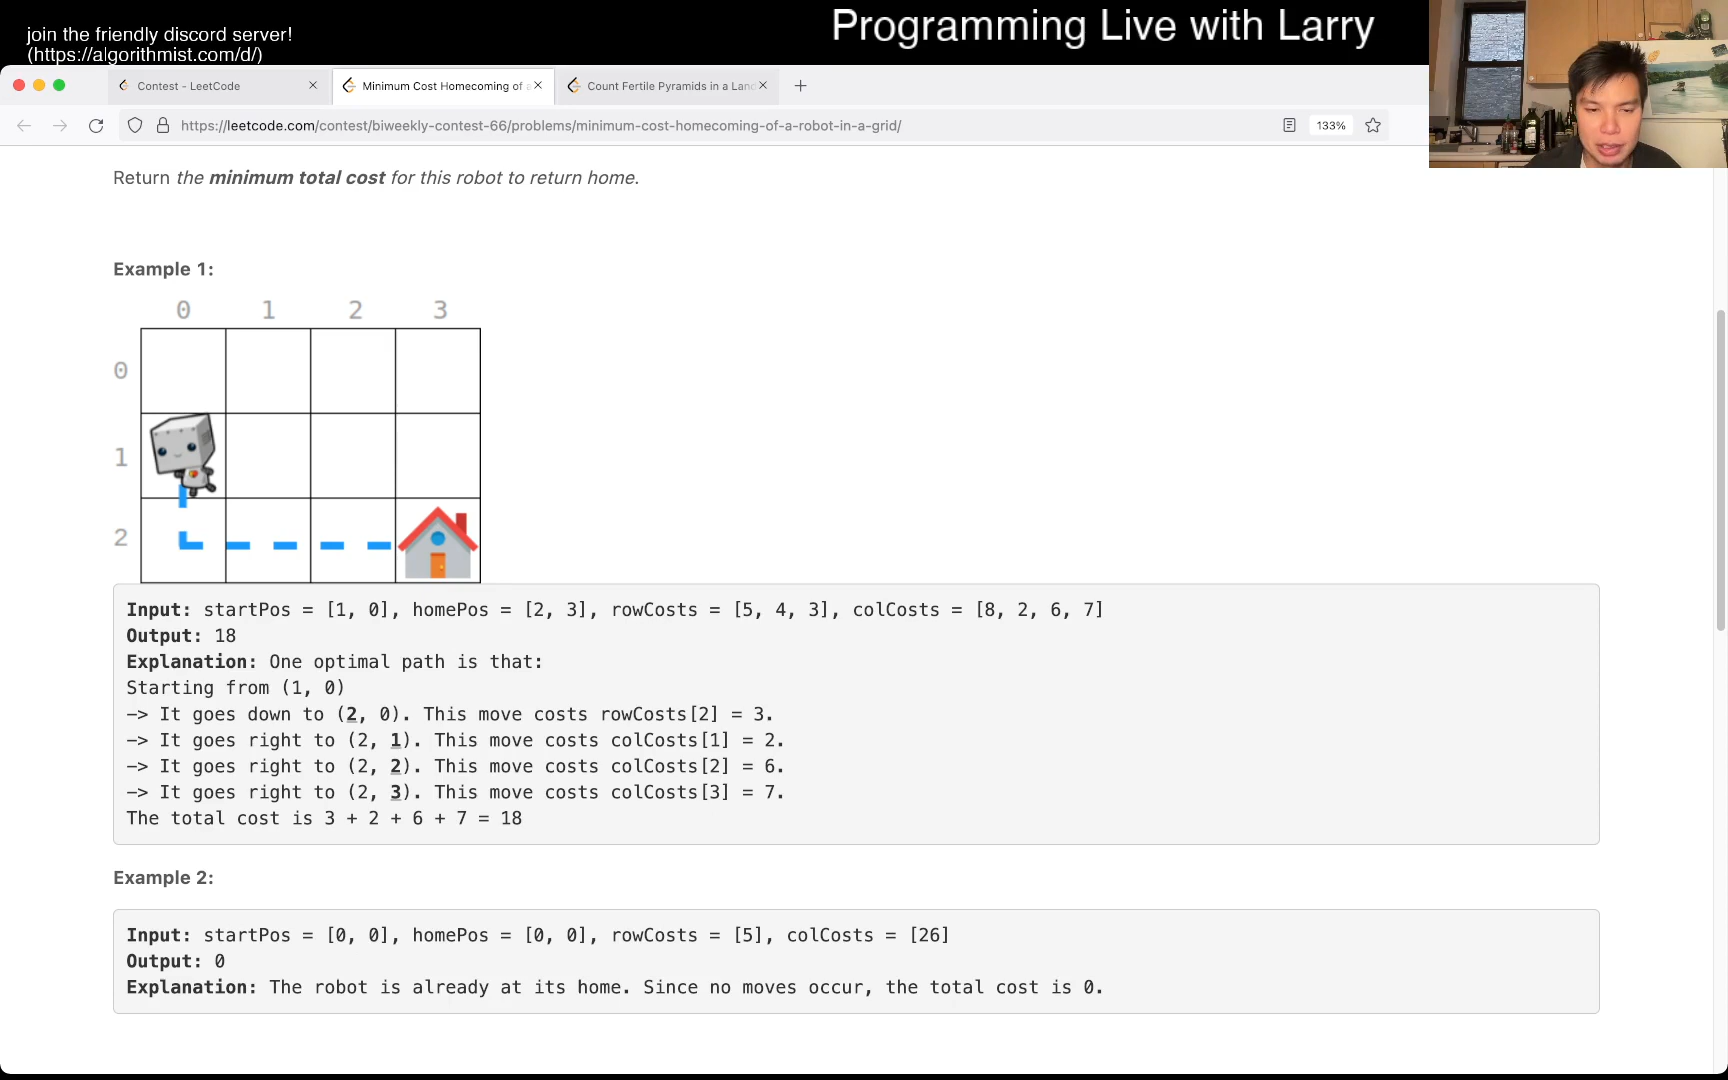 join the friendly discord server!
(https://algorithmist.com/d/)
Programming Live with Larry
Contest - LeetCode
Minimum Cost Homecoming of a
Count Fertile Pyramids in a Land
https://leetcode.com/contest/biweekly-contest-66/problems/minimum-cost-homecoming-of-a-robot-in-a-grid/
133%
Return the minimum total cost for this robot to return home.
Example 1:
0 1 2 3
0
1
2
Input: startPos = [1, 0], homePos = [2, 3], rowCosts = [5, 4, 3], colCosts = [8, 2, 6, 7]
Output: 18
Explanation: One optimal path is that:
Starting from (1, 0)
-> It goes down to (2, 0). This move costs rowCosts[2] = 3.
-> It goes right to (2, 1). This move costs colCosts[1] = 2.
-> It goes right to (2, 2). This move costs colCosts[2] = 6.
-> It goes right to (2, 3). This move costs colCosts[3] = 7.
The total cost is 3 + 2 + 6 + 7 = 18
Example 2:
Input: startPos = [0, 0], homePos = [0, 0], rowCosts = [5], colCosts = [26]
Output: 0
Explanation: The robot is already at its home. Since no moves occur, the total cost is 0.